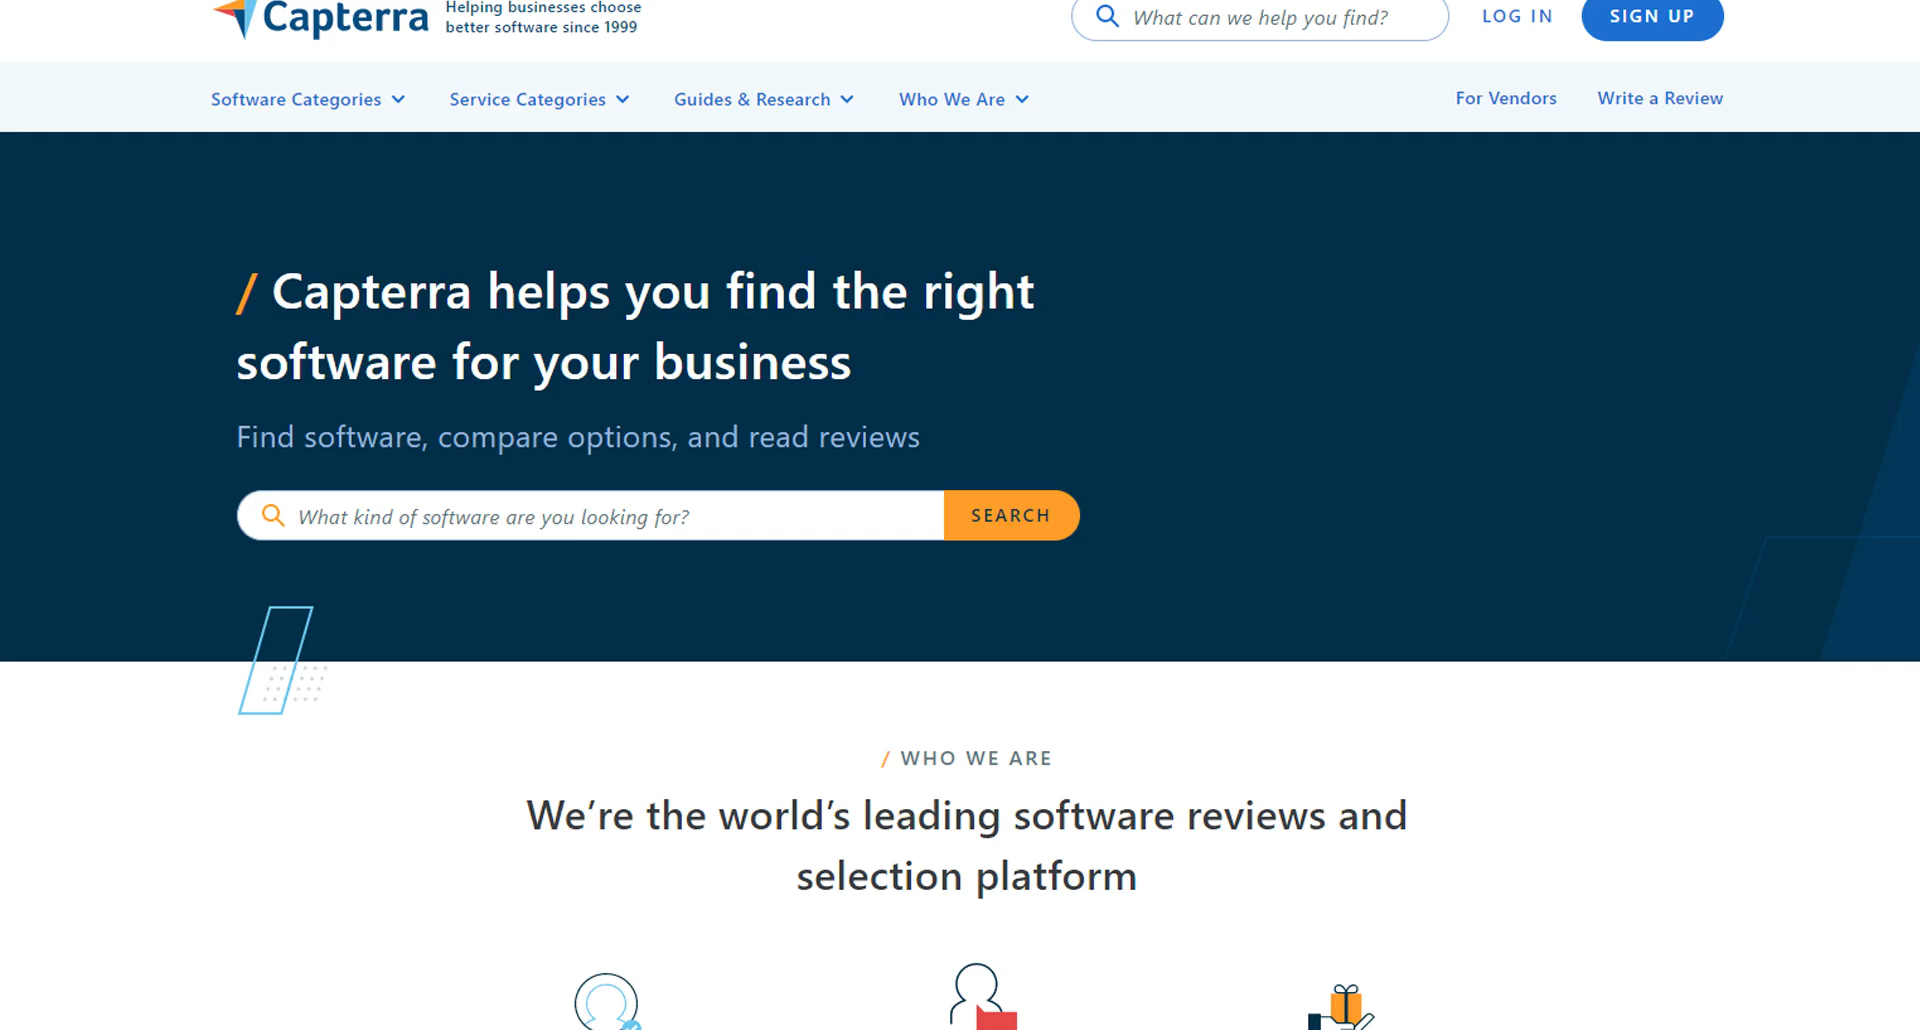 Capterra
Helping businesses choose
better software since 1999
What can we help you find?
LOG IN
SIGN UP
Software Categories
Service Categories
Guides & Research
Who We Are
For Vendors
Write a Review
/ Capterra helps you find the right
software for your business
Find software, compare options, and read reviews
What kind of software are you looking for?
SEARCH
/ WHO WE ARE
We’re the world’s leading software reviews and
selection platform